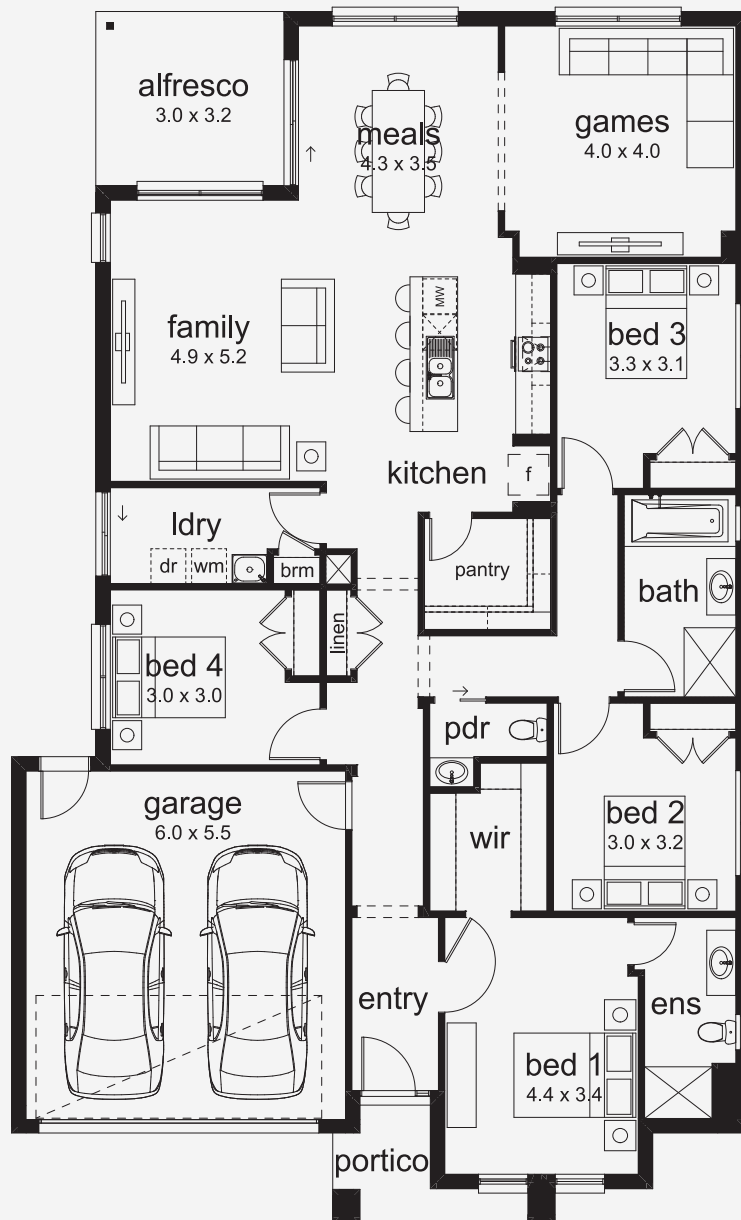 alfresco
3.0 x 3.2
meals
4.3 x 3.5
games
4.0 x 4.0
family
4.9 x 5.2
MW
bed 3
3.3 x 3.1
kitchen
f
ldry
dr
wm
brm
pantry
bath
linen
bed 4
3.0 x 3.0
pdr
garage
6.0 x 5.5
wir
bed 2
3.0 x 3.2
entry
ens
bed 1
4.4 x 3.4
portico